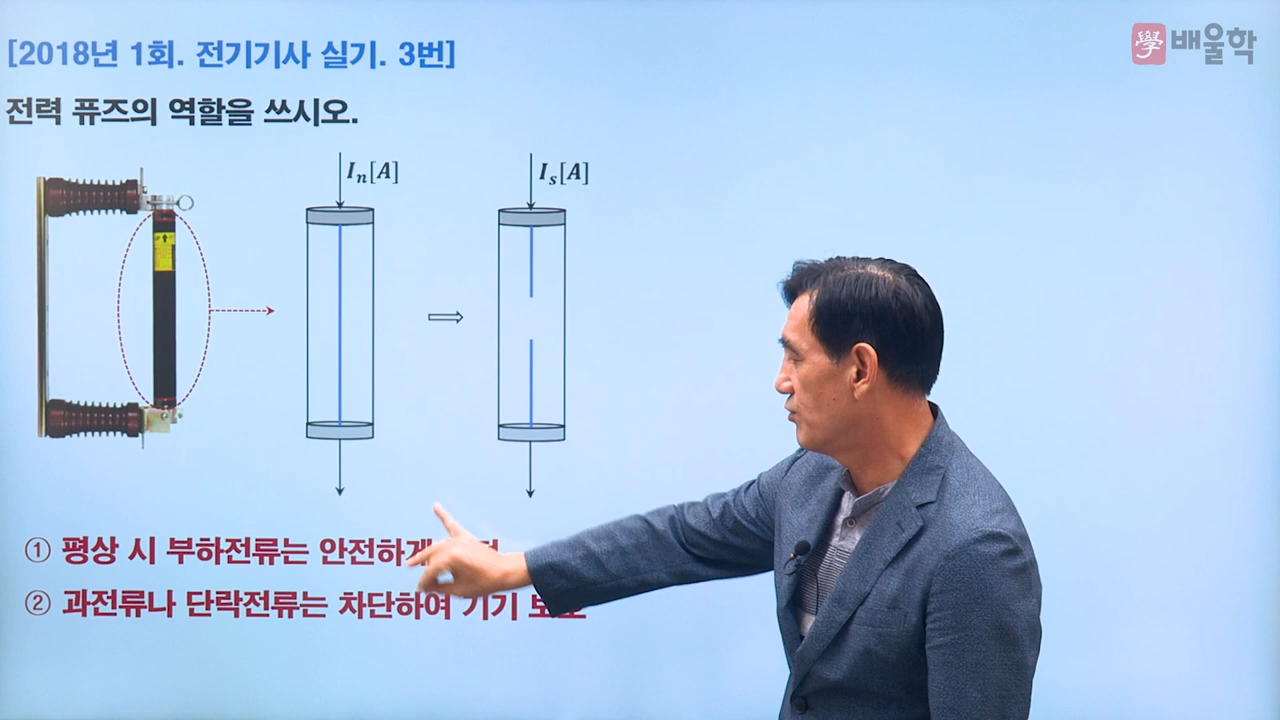 [2018년 1회. 전기기사 실기. 3번]
學 배울학
전력 퓨즈의 역할을 쓰시오.
Iₙ[A]
Iₛ[A]
① 평상 시 부하전류는 안전하게
② 과전류나 단락전류는 차단하여 기기 보호